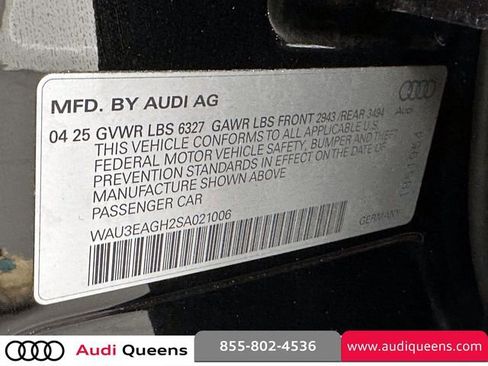 MFD. BY AUDI AG
04 25 GVWR LBS 6327 GAWR LBS FRONT 2943 /REAR 3494
THIS VEHICLE CONFORMS TO ALL APPLICABLE U.S.
FEDERAL MOTOR VEHICLE SAFETY, BUMPER AND THEFT
PREVENTION STANDARDS IN EFFECT ON THE DATE OF
MANUFACTURE SHOWN ABOVE
PASSENGER CAR
WAU3EAGH2SA021006
GERMANY
Audi Queens
855-802-4536
www.audiqueens.com